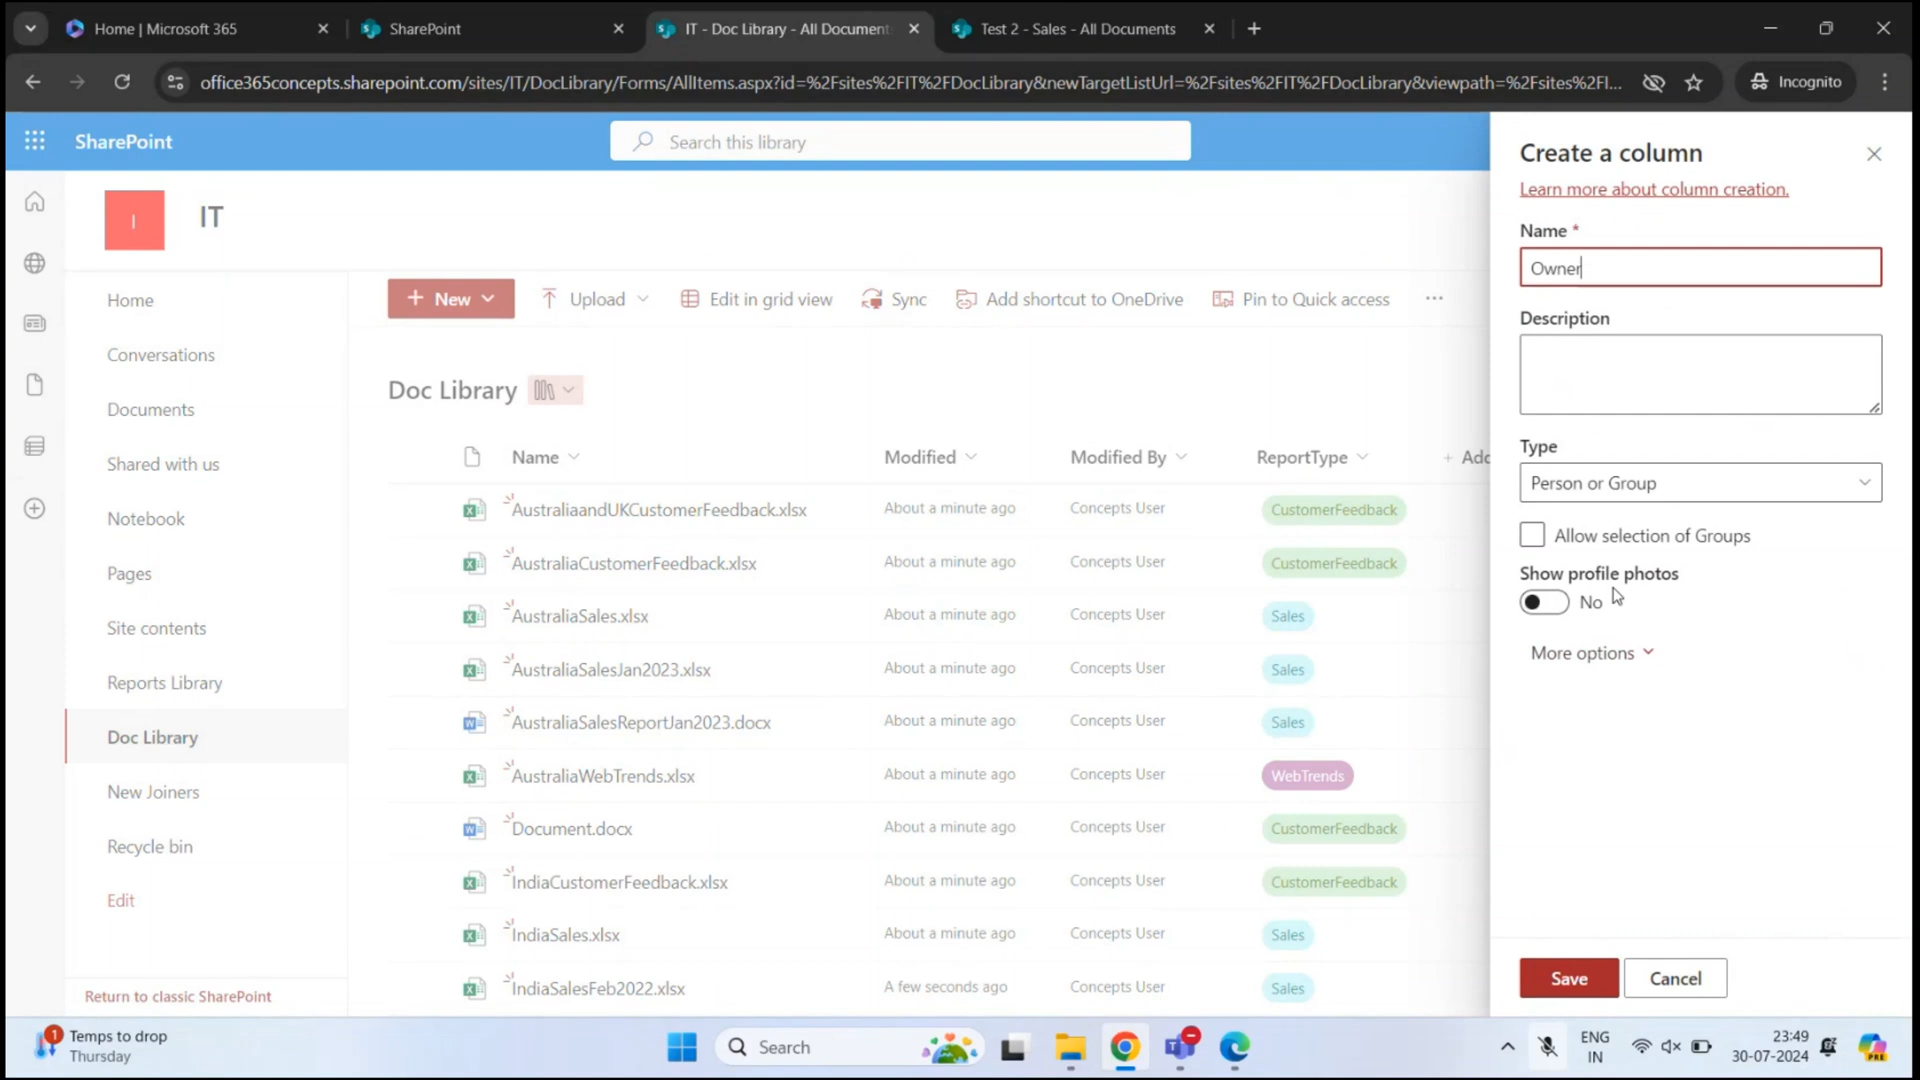 Home | Microsoft 365
SharePoint
IT - Doc Library - All Document
Test 2 - Sales - All Documents
office365concepts.sharepoint.com/sites/IT/DocLibrary/Forms/AllItems.aspx?id=%2Fsites%2FIT%2FDocLibrary&newTargetListUrl=%2Fsites%2FIT%2FDocLibrary&viewpath=%2Fsites%2Fl...
Incognito
SharePoint
Search this library
I
IT
Home
Conversations
Documents
Shared with us
Notebook
Pages
Site contents
Reports Library
Doc Library
New Joiners
Recycle bin
Edit
Return to classic SharePoint
+ New
Upload
Edit in grid view
Sync
Add shortcut to OneDrive
Pin to Quick access
...
Doc Library
Name Modified Modified By ReportType + Add
AustraliaandUKCustomerFeedback.xlsx About a minute ago Concepts User CustomerFeedback
AustraliaCustomerFeedback.xlsx About a minute ago Concepts User CustomerFeedback
AustraliaSales.xlsx About a minute ago Concepts User Sales
AustraliaSalesJan2023.xlsx About a minute ago Concepts User Sales
AustraliaSalesReportJan2023.docx About a minute ago Concepts User Sales
AustraliaWebTrends.xlsx About a minute ago Concepts User WebTrends
Document.docx About a minute ago Concepts User CustomerFeedback
IndiaCustomerFeedback.xlsx About a minute ago Concepts User CustomerFeedback
IndiaSales.xlsx About a minute ago Concepts User Sales
IndiaSalesFeb2022.xlsx A few seconds ago Concepts User Sales
Create a column
Learn more about column creation.
Name *
Owner
Description
Type
Person or Group
Allow selection of Groups
Show profile photos
No
More options
Save
Cancel
1
Temps to drop
Thursday
Search
ENG
IN
23:49
30-07-2024
PRE